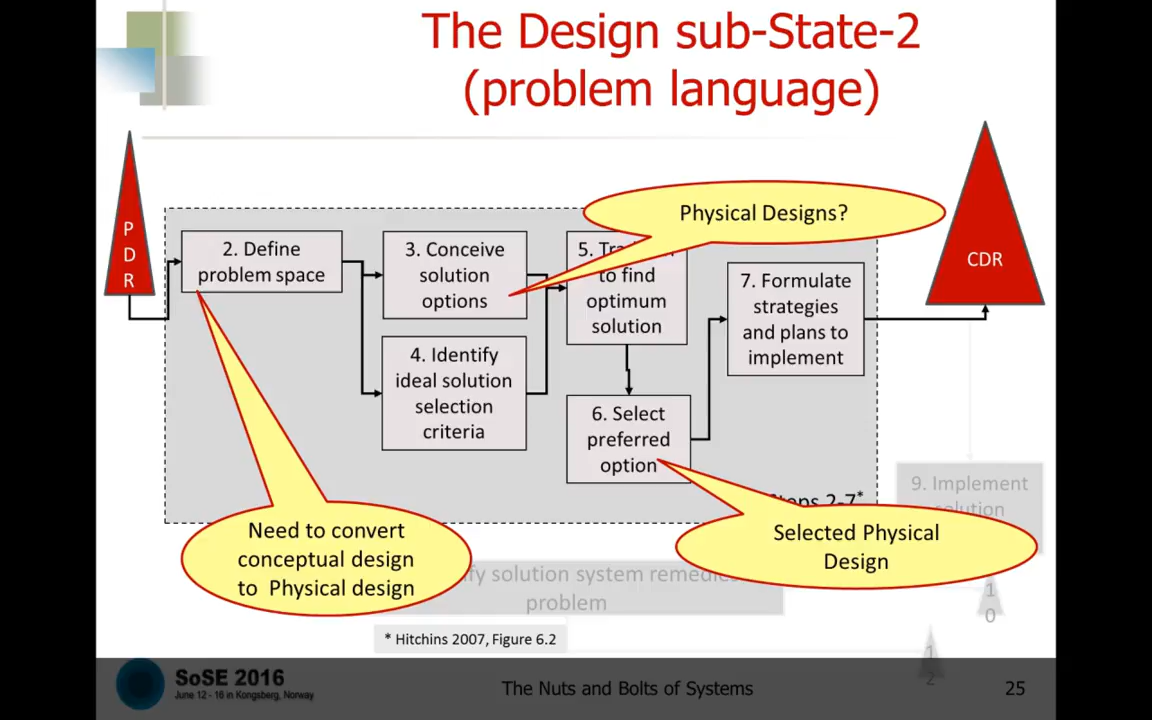 The Design sub-State-2
(problem language)
P
D
R
2. Define
problem space
3. Conceive
solution
options
4. Identify
ideal solution
selection
criteria
Physical Designs?
5.
to find
optimum
solution
6. Select
preferred
option
7. Formulate
strategies
and plans to
implement
CDR
2-7*
9. Implement
solution
Need to convert
conceptual design
to Physical design
Selected Physical
Design
solution system remedies
problem
1
0
* Hitchins 2007, Figure 6.2
1
2
SoSE 2016
June 12 - 16 in Kongsberg, Norway
The Nuts and Bolts of Systems
25